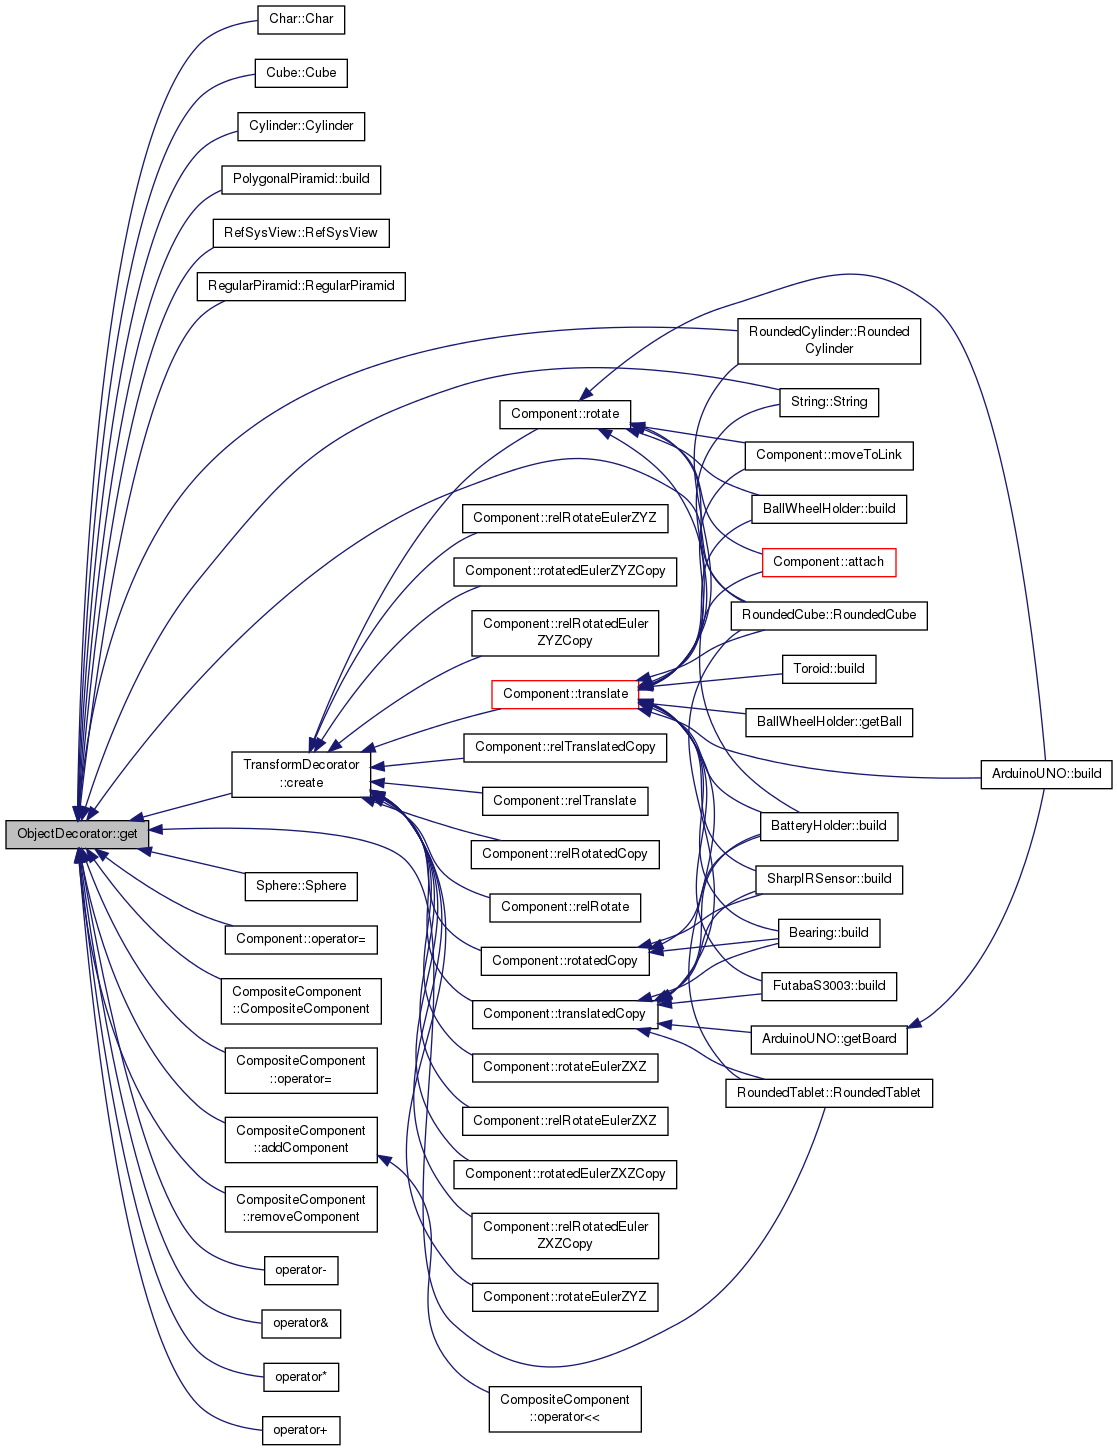 Char::Char
Cube::Cube
Cylinder::Cylinder
PolygonalPiramid::build
RefSysView::RefSysView
RegularPiramid::RegularPiramid
RoundedCylinder::Rounded
Cylinder
String::String
Component::rotate
Component::moveToLink
BallWheelHolder::build
Component::relRotateEulerZYZ
Component::attach
Component::rotatedEulerZYZCopy
RoundedCube::RoundedCube
Component::relRotatedEuler
ZYZCopy
Toroid::build
Component::translate
BallWheelHolder::getBall
Component::relTranslatedCopy
TransformDecorator
::create
ArduinoUNO::build
Component::relTranslate
ObjectDecorator::get
BatteryHolder::build
Component::relRotatedCopy
Sphere::Sphere
SharpIRSensor::build
Component::relRotate
Component::operator=
Bearing::build
Component::rotatedCopy
CompositeComponent
::CompositeComponent
FutabaS3003::build
Component::translatedCopy
ArduinoUNO::getBoard
CompositeComponent
::operator=
Component::rotateEulerZXZ
RoundedTablet::RoundedTablet
Component::relRotateEulerZXZ
CompositeComponent
::addComponent
Component::rotatedEulerZXZCopy
CompositeComponent
::removeComponent
Component::relRotatedEuler
ZXZCopy
operator-
Component::rotateEulerZYZ
operator&
operator*
CompositeComponent
::operator<<
operator+